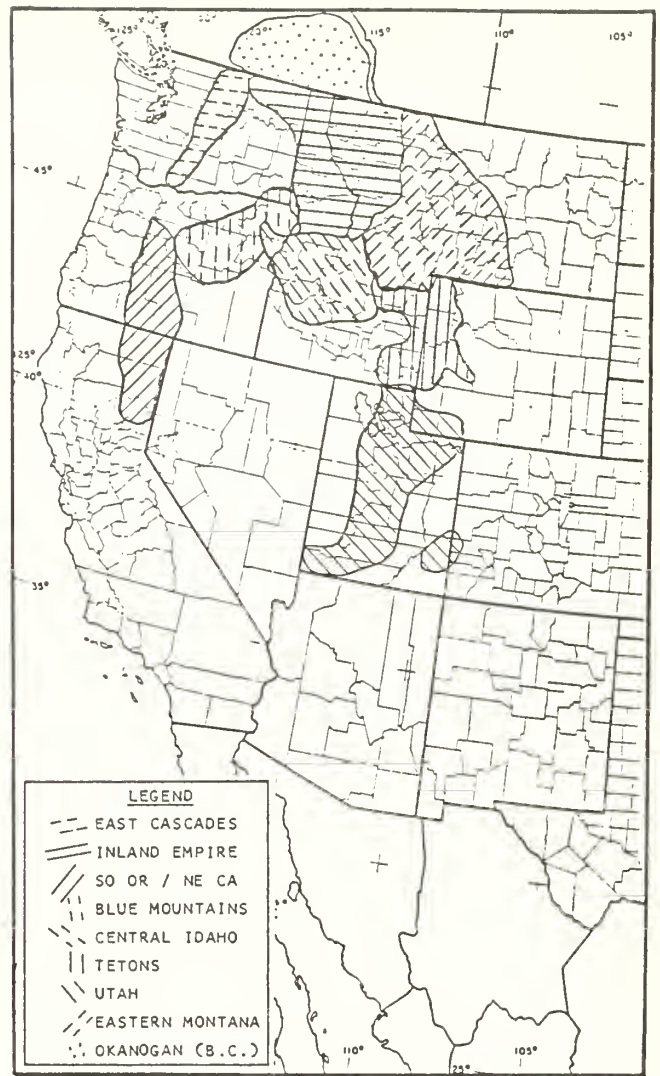 125°
115°
110°
105°
45°
125°
40°
35°
LEGEND
EAST CASCADES
INLAND EMPIRE
SO OR / NE CA
BLUE MOUNTAINS
CENTRAL IDAHO
TETONS
UTAH
EASTERN MONTANA
OKANOGAN (B.C.)
110°
105°
25°